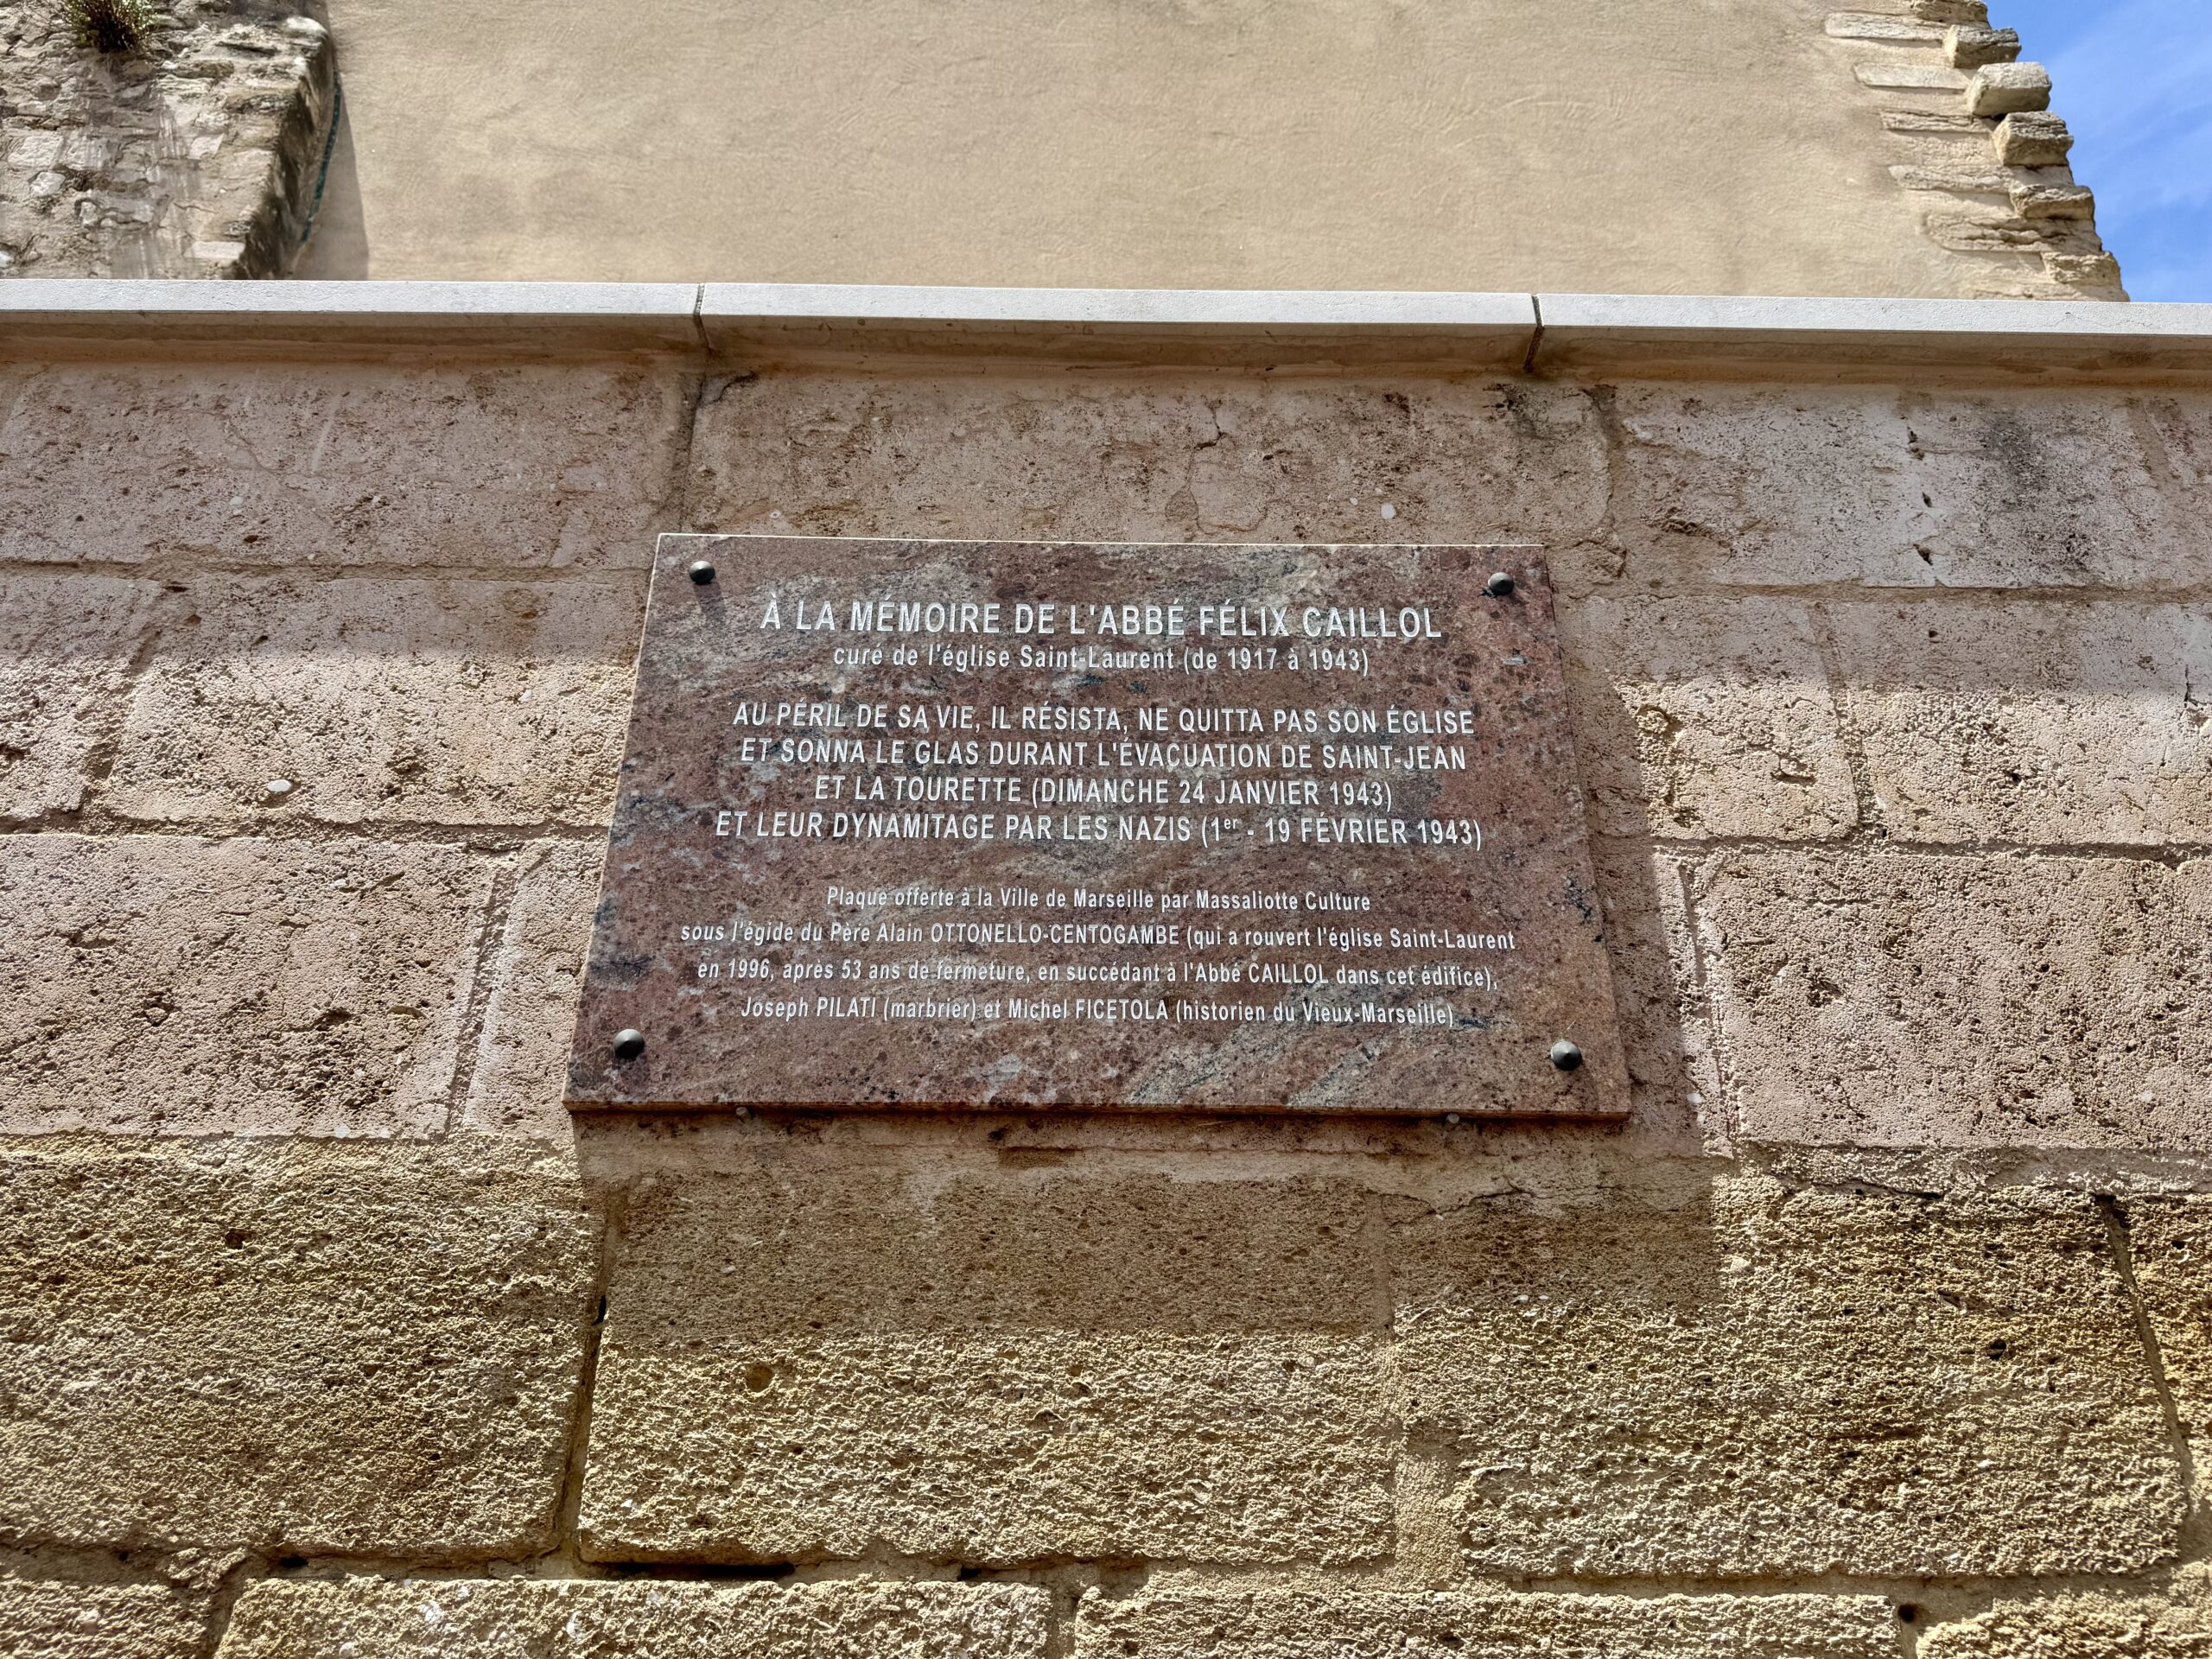 À LA MÉMOIRE DE L'ABBÉ FÉLIX CAILLOL
curé de l'église Saint-Laurent (de 1917 à 1943)
AU PÉRIL DE SA VIE, IL RÉSISTA, NE QUITTA PAS SON ÉGLISE
ET SONNA LE GLAS DURANT L'ÉVACUATION DE SAINT-JEAN
ET LA TOURETTE (DIMANCHE 24 JANVIER 1943)
ET LEUR DYNAMITAGE PAR LES NAZIS (1er - 19 FÉVRIER 1943)
Plaque offerte à la Ville de Marseille par Massaliotte Culture
sous l'égide du Père Alain OTTONELLO-CENTOGAMBE (qui a rouvert l'église Saint-Laurent
en 1996, après 53 ans de fermeture, en succédant à l'Abbé CAILLOL dans cet édifice),
Joseph PILATI (marbrier) et Michel FICETOLA (historien du Vieux-Marseille)